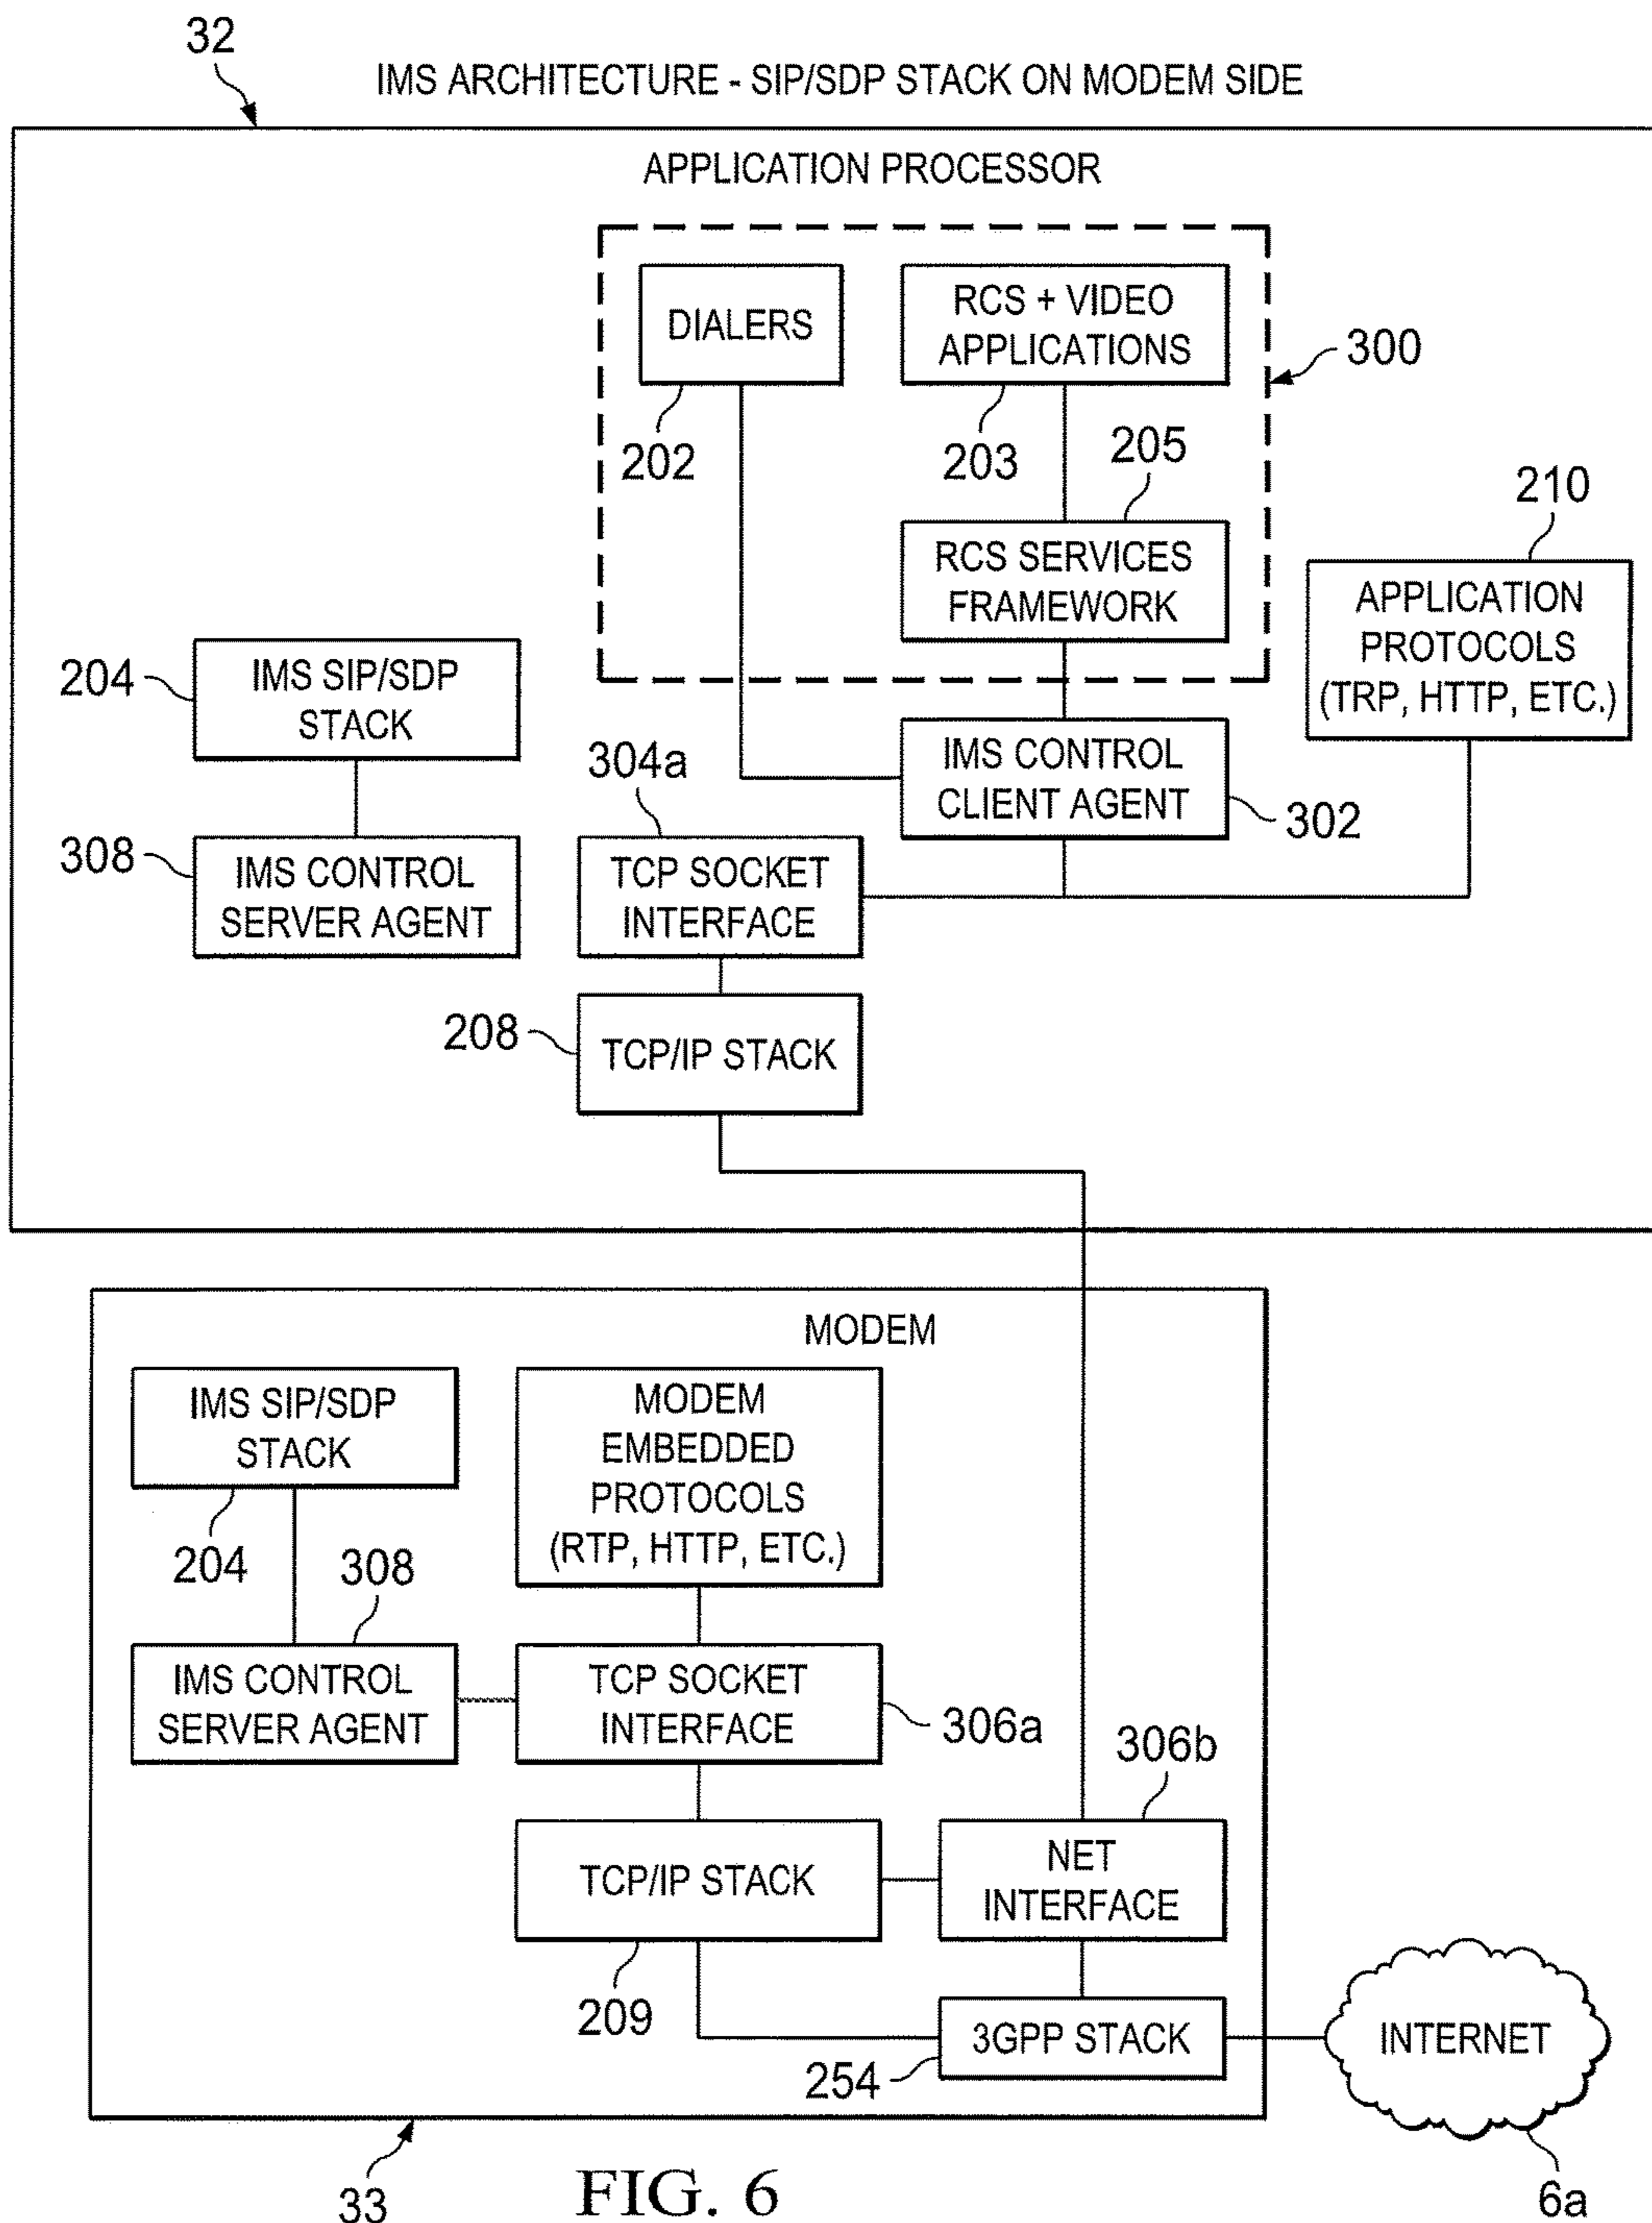 32
IMS ARCHITECTURE - SIP/SDP STACK ON MODEM SIDE
APPLICATION PROCESSOR
DIALERS
RCS + VIDEO
APPLICATIONS
300
202
203
205
210
RCS SERVICES
FRAMEWORK
APPLICATION
PROTOCOLS
(TRP, HTTP, ETC.)
204
IMS SIP/SDP
STACK
304a
IMS CONTROL
CLIENT AGENT
302
308
IMS CONTROL
SERVER AGENT
TCP SOCKET
INTERFACE
208
TCP/IP STACK
MODEM
IMS SIP/SDP
STACK
MODEM
EMBEDDED
PROTOCOLS
(RTP, HTTP, ETC.)
204
308
IMS CONTROL
SERVER AGENT
TCP SOCKET
INTERFACE
306a
306b
TCP/IP STACK
NET
INTERFACE
209
3GPP STACK
254
INTERNET
33
FIG. 6
6a